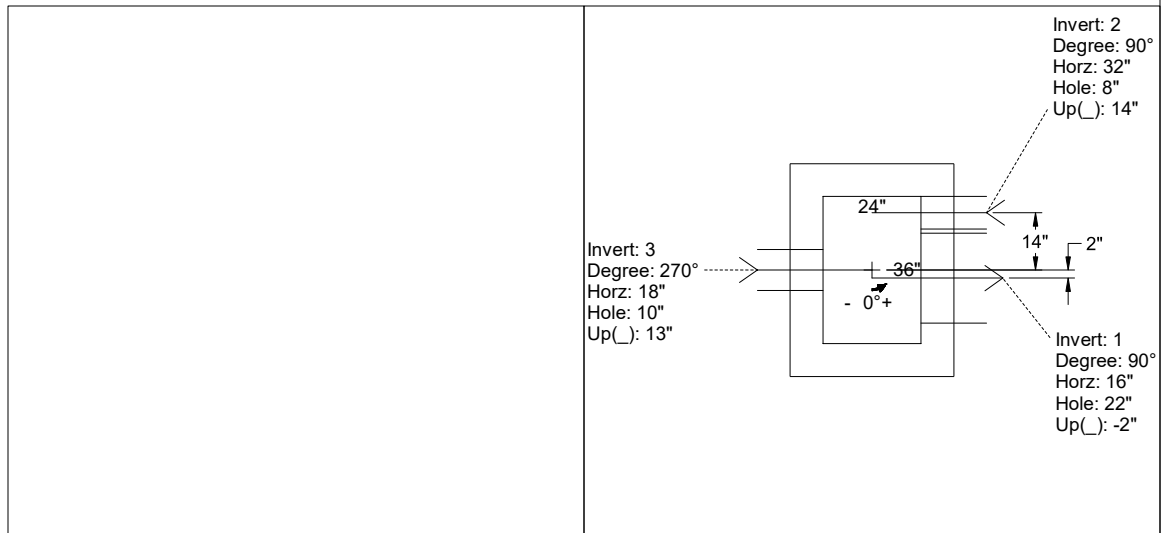 Invert: 2
Degree: 90°
Horz: 32"
Hole: 8"
Up(_): 14"
24"
14"
2"
Invert: 3
Degree: 270°
Horz: 18"
Hole: 10"
Up(_): 13"
36"
- 0°+
Invert: 1
Degree: 90°
Horz: 16"
Hole: 22"
Up(_): -2"